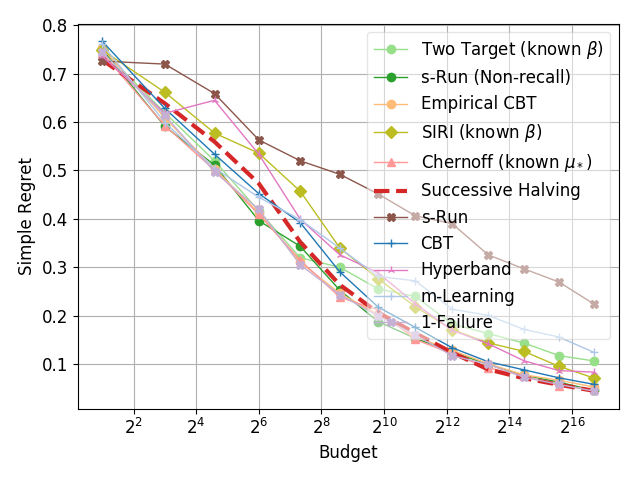 0.8
0.7
0.6
0.5
0.4
0.3
0.2
0.1
Simple Regret
Two Target (known β)
s-Run (Non-recall)
Empirical CBT
SIRI (known β)
Chernoff (known μ*)
Successive Halving
s-Run
CBT
Hyperband
m-Learning
1-Failure
2² 2⁴ 2⁶ 2⁸ 2¹⁰ 2¹² 2¹⁴ 2¹⁶
Budget